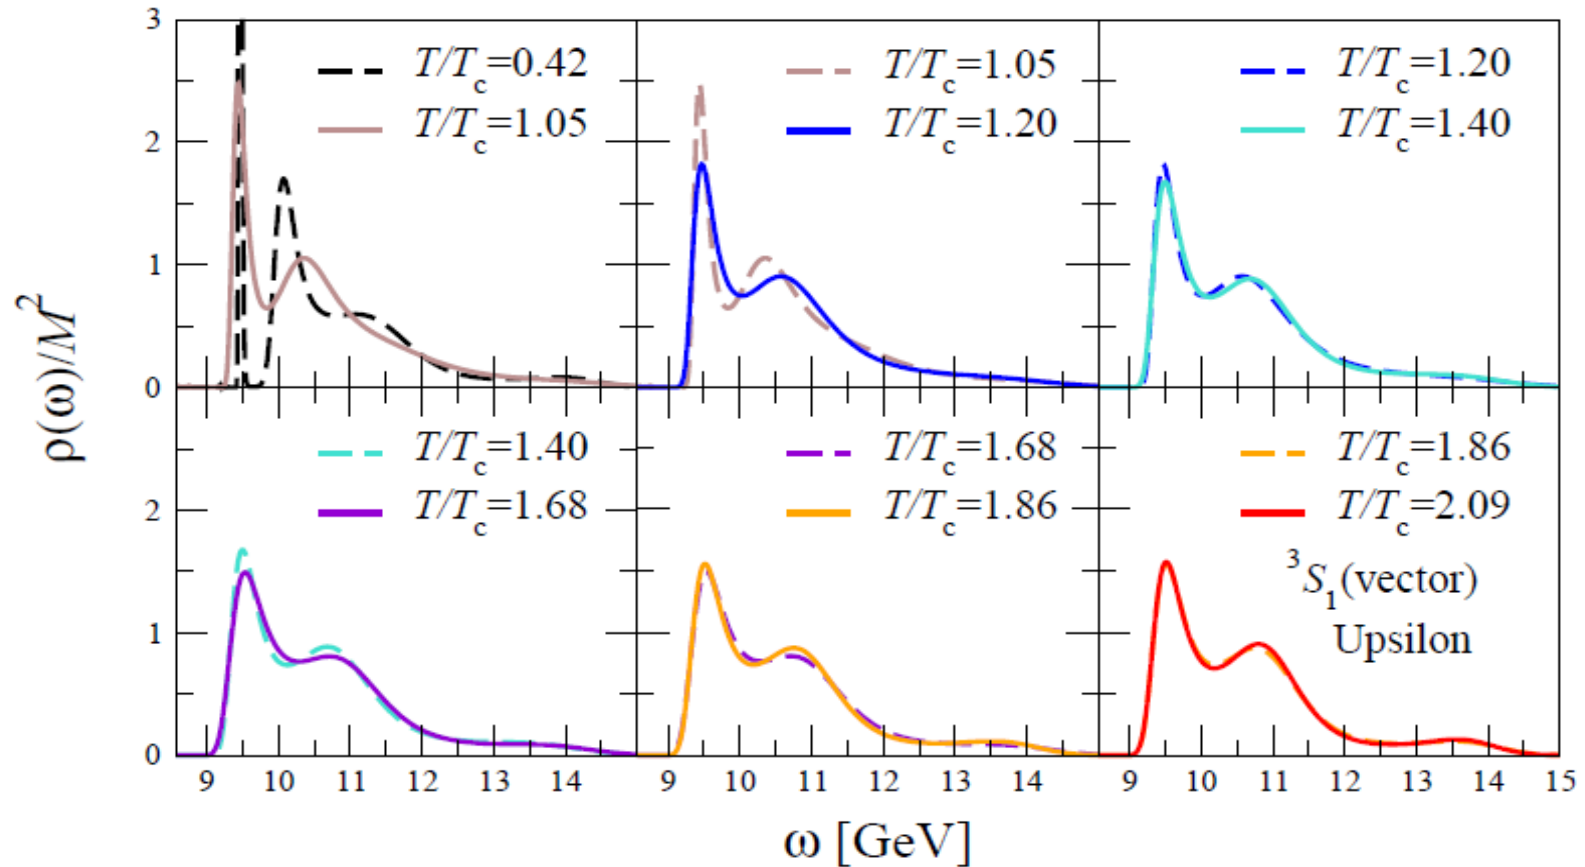 3
T/Tc=0.42
T/Tc=1.05
T/Tc=1.20
T/Tc=1.05
T/Tc=1.20
T/Tc=1.40
2
1
0
ρ(ω)/M²
T/Tc=1.40
T/Tc=1.68
T/Tc=1.86
T/Tc=1.68
T/Tc=1.86
T/Tc=2.09
2
³S₁(vector)
1
Upsilon
0
9 10 11 12 13 14 9 10 11 12 13 14 9 10 11 12 13 14 15
ω [GeV]